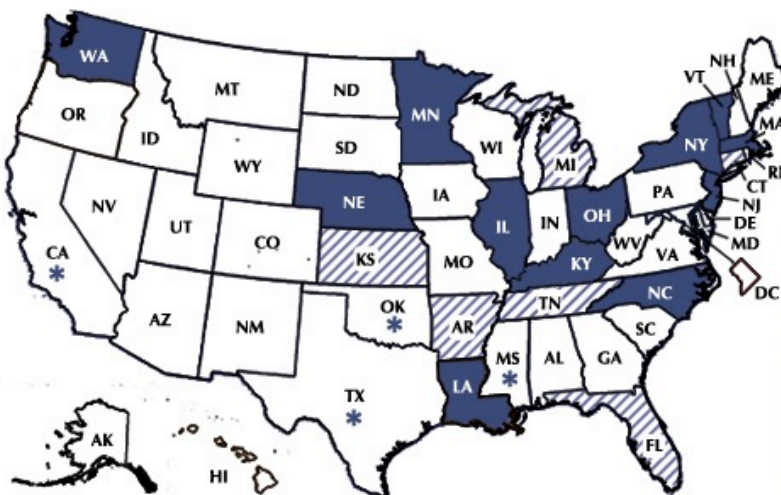 WA
MT
ND
MN
VT
NH
ME
OR
ID
SD
WI
MI
NY
MA
RI
CT
WY
IA
PA
NJ
NV
NE
IL
IN
OH
DE
MD
UT
CO
KS
MO
KY
WV
VA
DC
CA
*
AZ
NM
OK
*
AR
TN
NC
SC
TX
*
LA
MS
*
AL
GA
FL
AK
HI